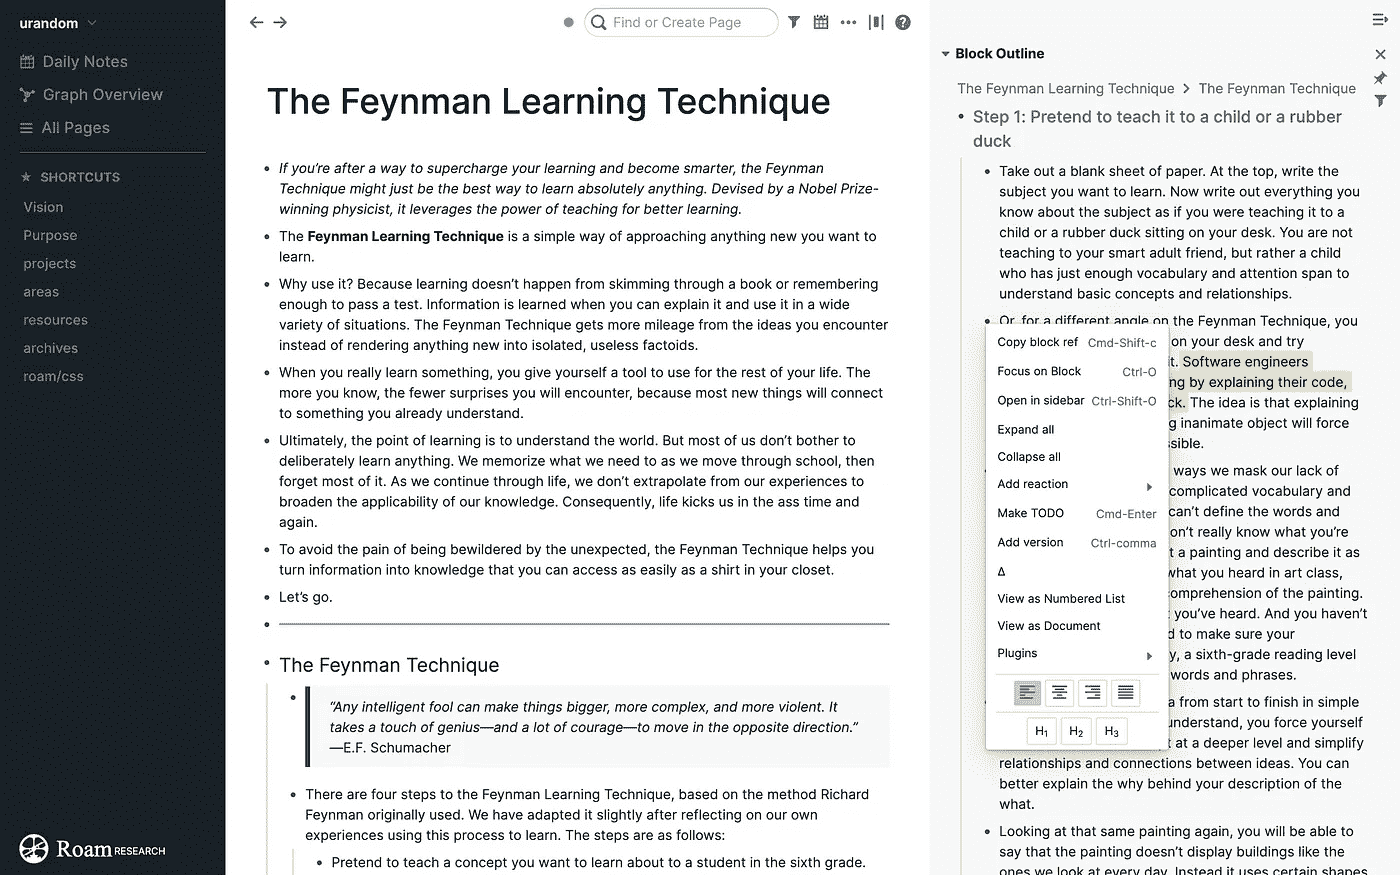 urandom
Daily Notes
Graph Overview
All Pages
SHORTCUTS
Vision
Purpose
projects
areas
resources
archives
roam/css
Roam RESEARCH
Find or Create Page
The Feynman Learning Technique
If you’re after a way to supercharge your learning and become smarter, the Feynman
Technique might just be the best way to learn absolutely anything. Devised by a Nobel Prize-
winning physicist, it leverages the power of teaching for better learning.
The Feynman Learning Technique is a simple way of approaching anything new you want to
learn.
Why use it? Because learning doesn’t happen from skimming through a book or remembering
enough to pass a test. Information is learned when you can explain it and use it in a wide
variety of situations. The Feynman Technique gets more mileage from the ideas you encounter
instead of rendering anything new into isolated, useless factoids.
When you really learn something, you give yourself a tool to use for the rest of your life. The
more you know, the fewer surprises you will encounter, because most new things will connect
to something you already understand.
Ultimately, the point of learning is to understand the world. But most of us don’t bother to
deliberately learn anything. We memorize what we need to as we move through school, then
forget most of it. As we continue through life, we don’t extrapolate from our experiences to
broaden the applicability of our knowledge. Consequently, life kicks us in the ass time and
again.
To avoid the pain of being bewildered by the unexpected, the Feynman Technique helps you
turn information into knowledge that you can access as easily as a shirt in your closet.
Let’s go.
The Feynman Technique
“Any intelligent fool can make things bigger, more complex, and more violent. It
takes a touch of genius—and a lot of courage—to move in the opposite direction.”
—E.F. Schumacher
There are four steps to the Feynman Learning Technique, based on the method Richard
Feynman originally used. We have adapted it slightly after reflecting on our own
experiences using this process to learn. The steps are as follows:
Pretend to teach a concept you want to learn about to a student in the sixth grade.
Block Outline
The Feynman Learning Technique > The Feynman Technique
Step 1: Pretend to teach it to a child or a rubber
duck
Take out a blank sheet of paper. At the top, write the
subject you want to learn. Now write out everything you
know about the subject as if you were teaching it to a
child or a rubber duck sitting on your desk. You are not
teaching to your smart adult friend, but rather a child
who has just enough vocabulary and attention span to
understand basic concepts and relationships.
Or, for a different angle on the Feynman Technique, you
on your desk and try
t. Software engineers
ng by explaining their code,
ck. The idea is that explaining
g inanimate object will force
ssible.
ways we mask our lack of
complicated vocabulary and
can’t define the words and
on’t really know what you’re
t a painting and describe it as
what you heard in art class,
omprehension of the painting.
t you’ve heard. And you haven’t
d to make sure your
y, a sixth-grade reading level
words and phrases.
a from start to finish in simple
understand, you force yourself
t at a deeper level and simplify
relationships and connections between ideas. You can
better explain the why behind your description of the
what.
Looking at that same painting again, you will be able to
say that the painting doesn’t display buildings like the
ones we look at every day. Instead it uses certain shapes
Copy block ref Cmd-Shift-c
Focus on Block Ctrl-O
Open in sidebar Ctrl-Shift-O
Expand all
Collapse all
Add reaction
Make TODO Cmd-Enter
Add version Ctrl-comma
Δ
View as Numbered List
View as Document
Plugins
H1 H2 H3